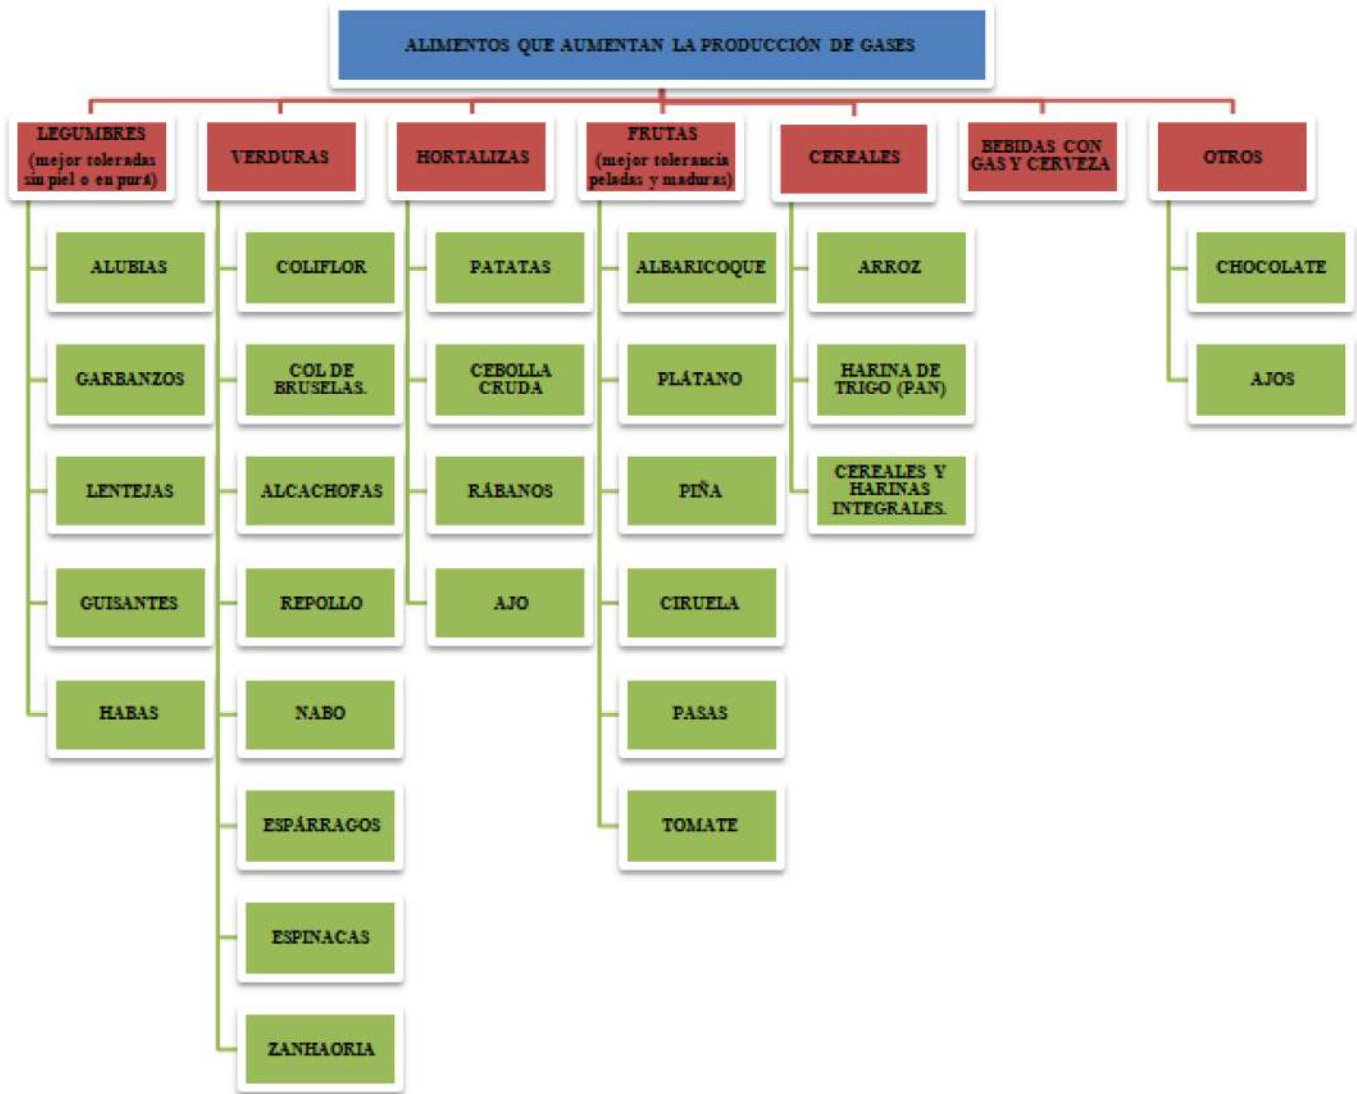 ALIMENTOS QUE AUMENTAN LA PRODUCCIÓN DE GASES
LEGUMBRES
(mejor toleradas
sin piel o en purá)
ALUBIAS
GARBANZOS
LENTEJAS
GUISANTES
HABAS
VERDURAS
COLIFLOR
COL DE
BRUSELAS.
ALCACHOFAS
REPOLLO
NABO
ESPÁRRAGOS
ESPINACAS
ZANHAORIA
HORTALIZAS
PATATAS
CEBOLLA
CRUDA
RÁBANOS
AJO
FRUTAS
(mejor tolerancia
peladas y maduras)
ALBARICOQUE
PLÁTANO
PIÑA
CIRUELA
PASAS
TOMATE
CEREALES
ARROZ
HARINA DE
TRIGO (PAN)
CEREALES Y
HARINAS
INTEGRALES.
BEBIDAS CON
GAS Y CERVEZA
OTROS
CHOCOLATE
AJOS